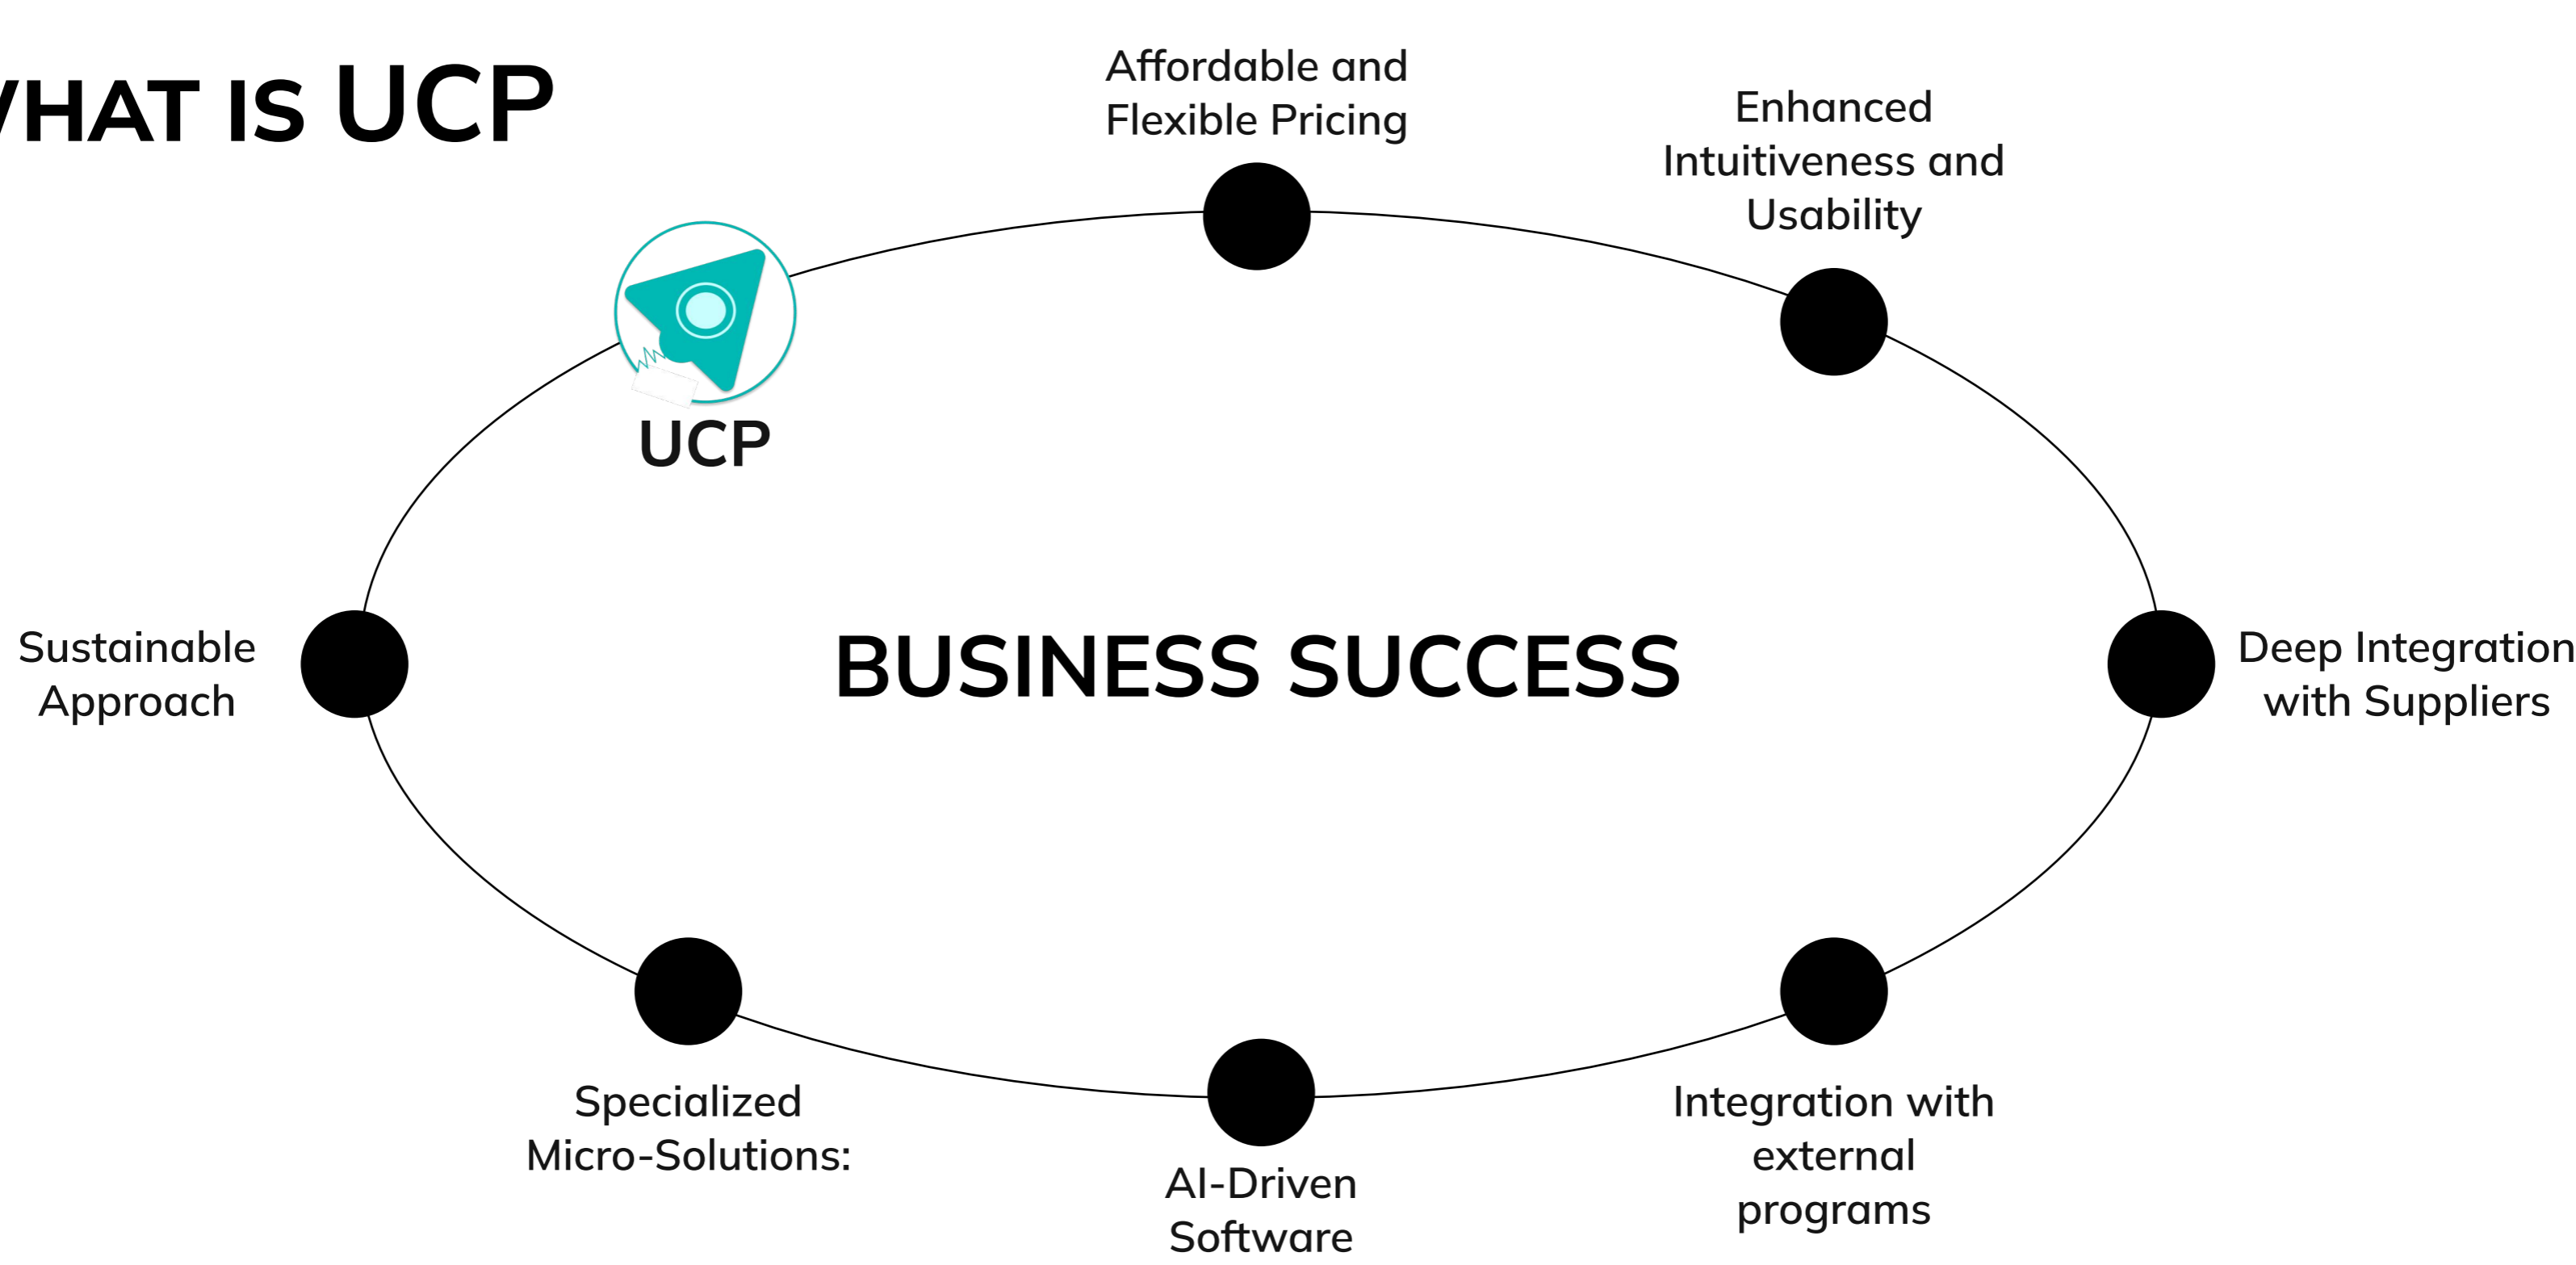 WHAT IS UCP
Affordable and
Flexible Pricing
Enhanced
Intuitiveness and
Usability
UCP
Sustainable
Approach
BUSINESS SUCCESS
Deep Integration
with Suppliers
Specialized
Micro-Solutions:
AI-Driven
Software
Integration with
external
programs